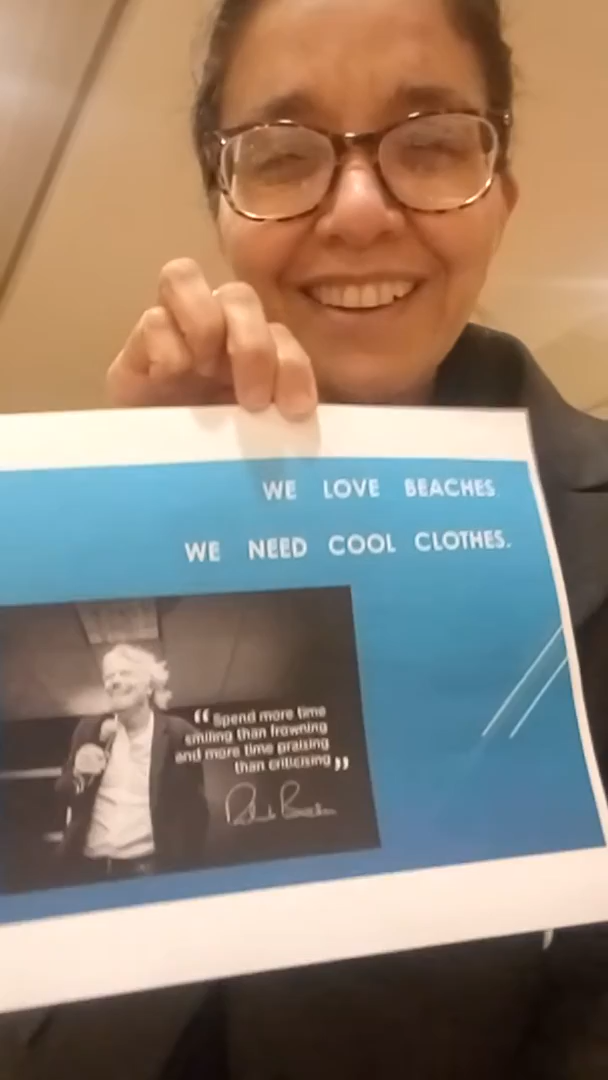 WE LOVE BEACHES
WE NEED COOL CLOTHES.
“Spend more time
smiling than frowning
and more time praising
than criticising”